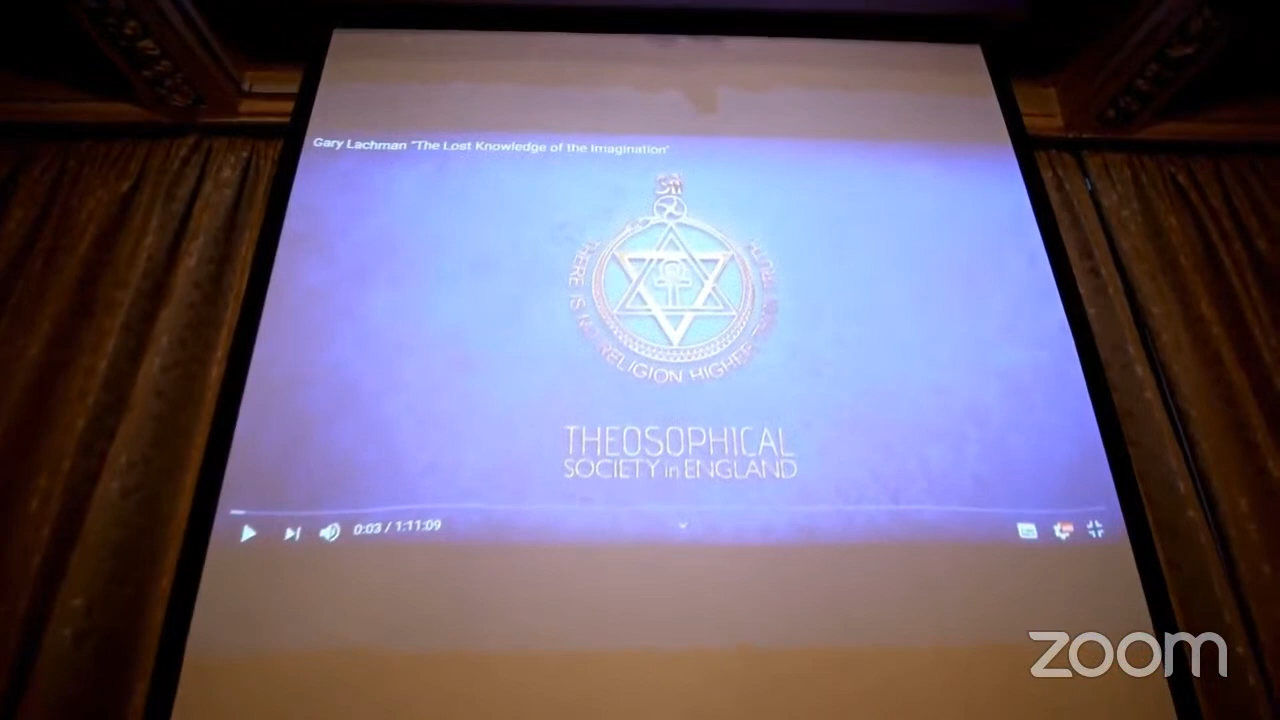 Gary Lachman "The Lost Knowledge of the Imagination"
THERE IS
RELIGION HIGHER
THEOSOPHICAL
SOCIETY in ENGLAND
0:03 / 1:11:09
zoom